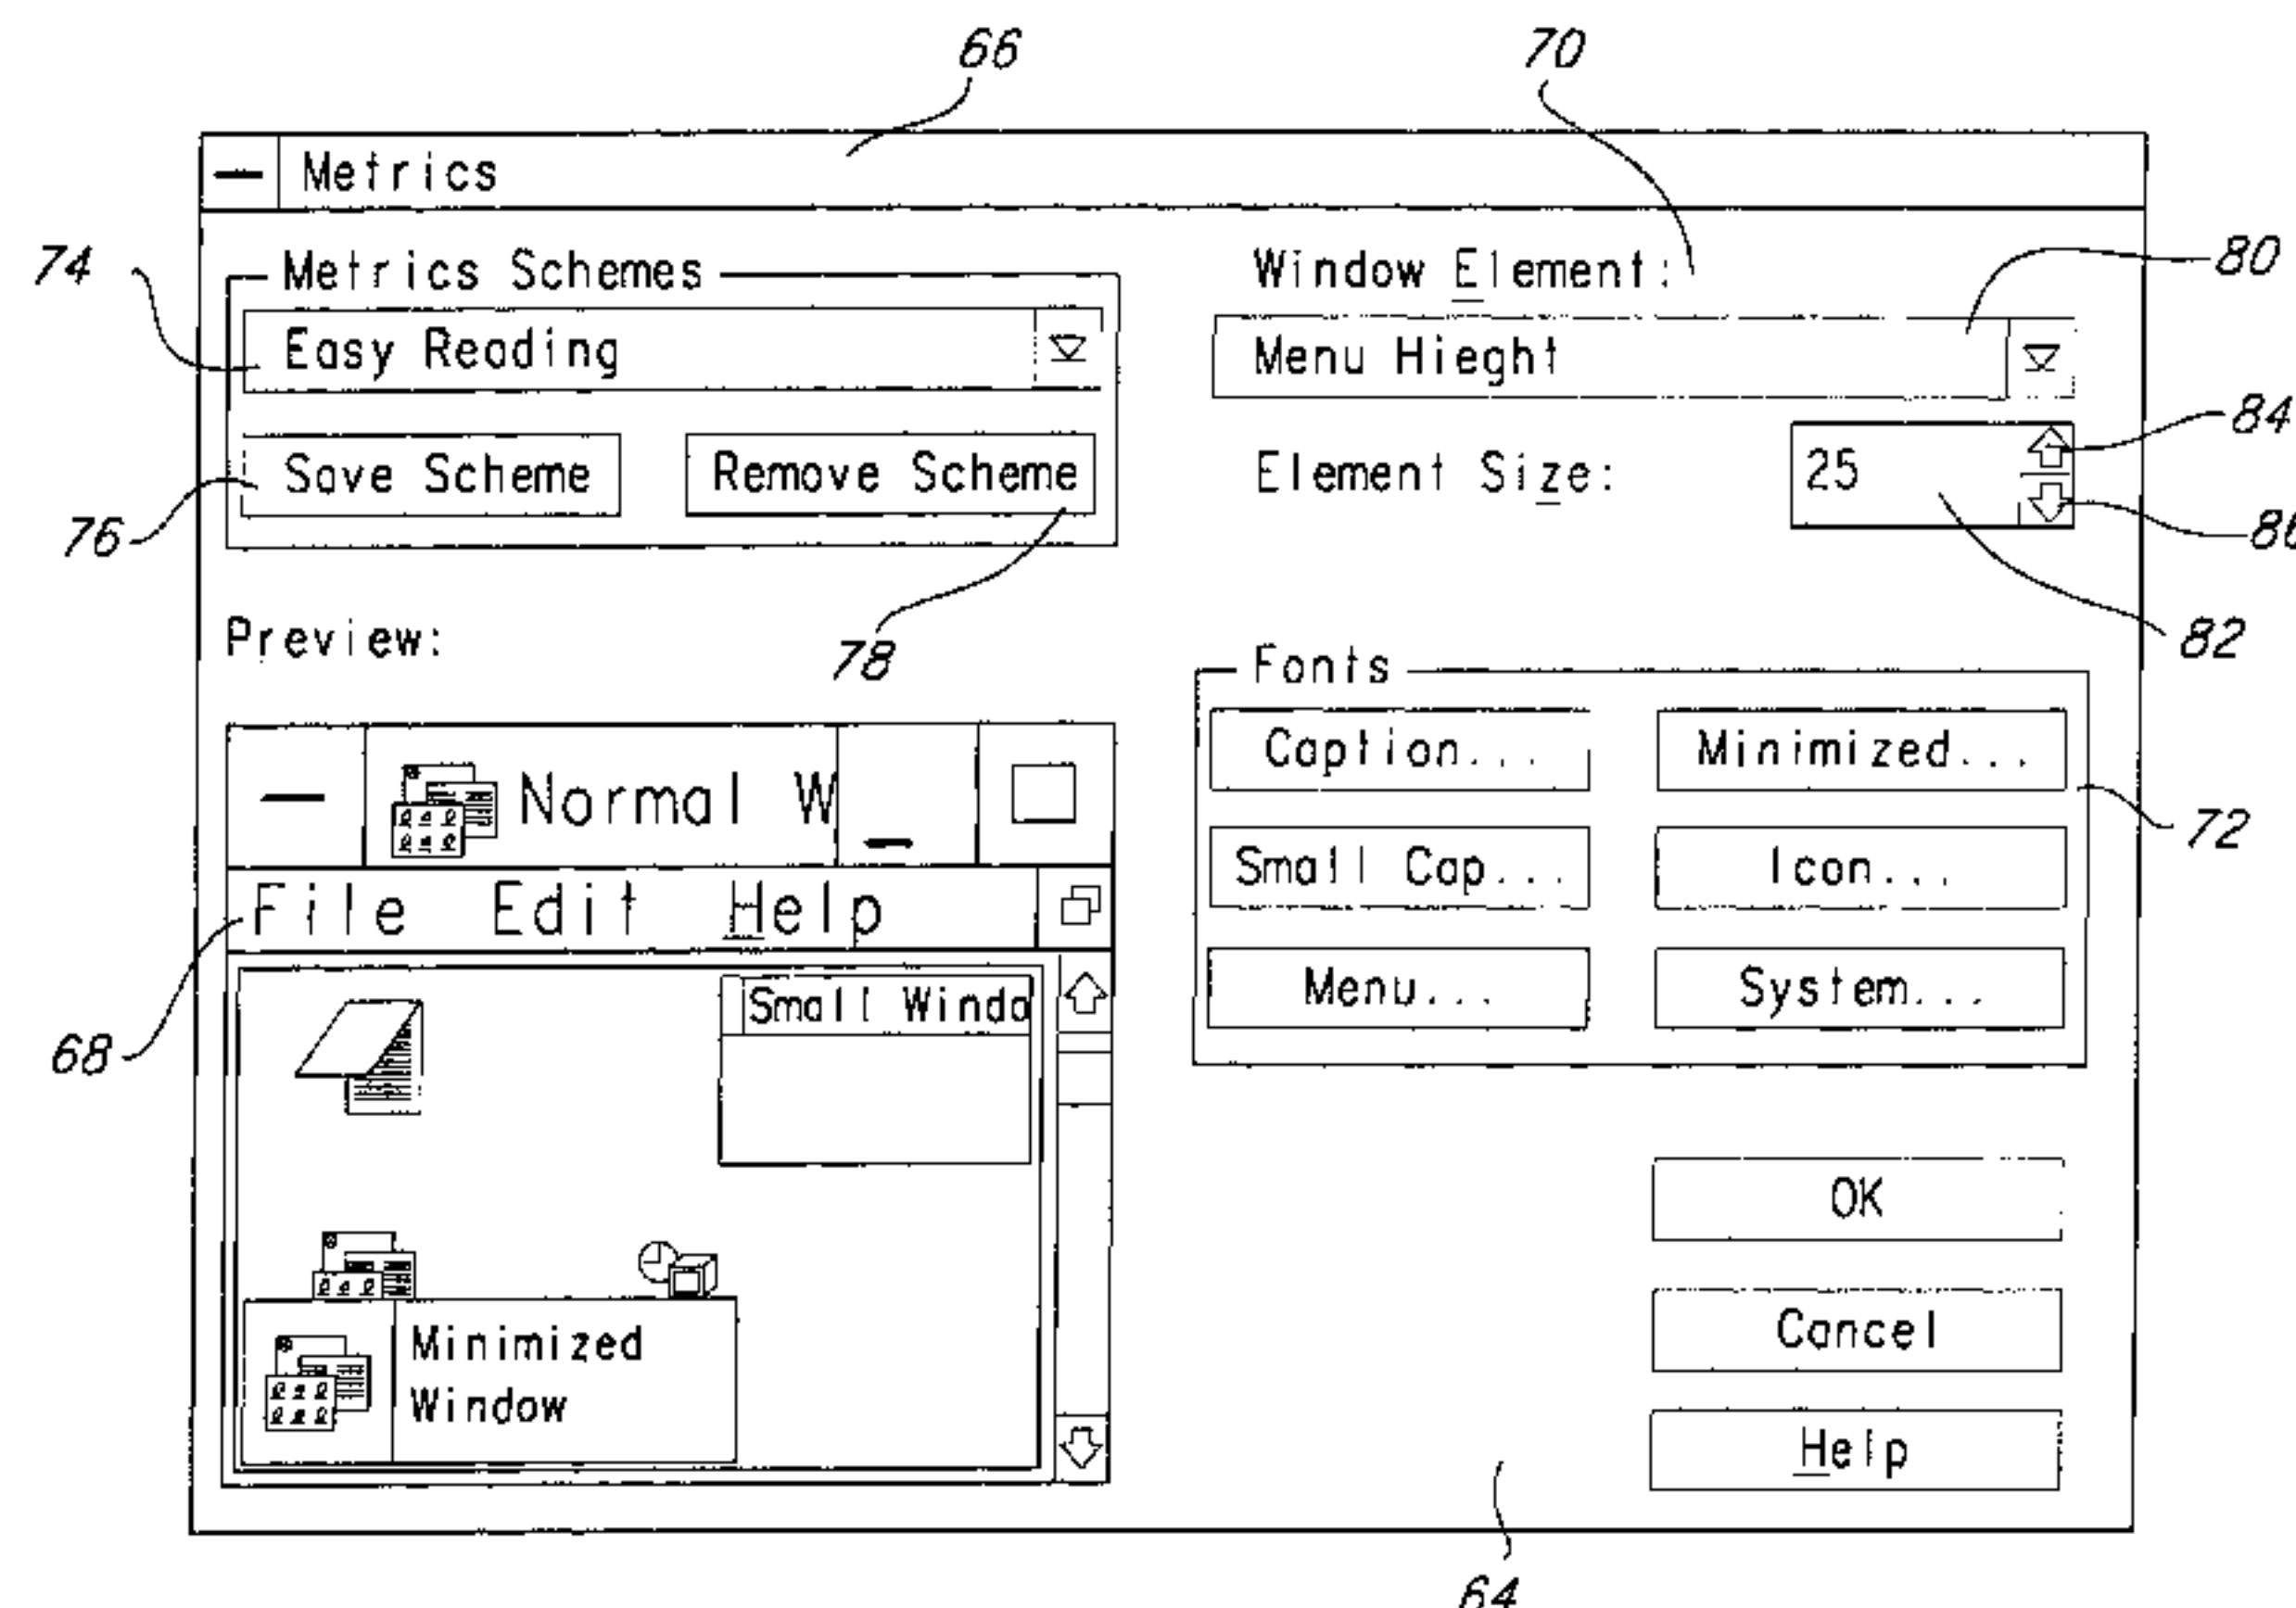 66
70
Metrics
74
Metrics Schemes
Window Element:
80
Easy Reading
Menu Hieght
84
Save Scheme
Remove Scheme
Element Size:
25
76
86
Preview:
78
82
Fonts
Caption...
Minimized...
Normal W
72
Small Cap...
Icon...
File Edit Help
Menu...
System...
Small Windo
68
OK
Cancel
Minimized
Window
Help
64